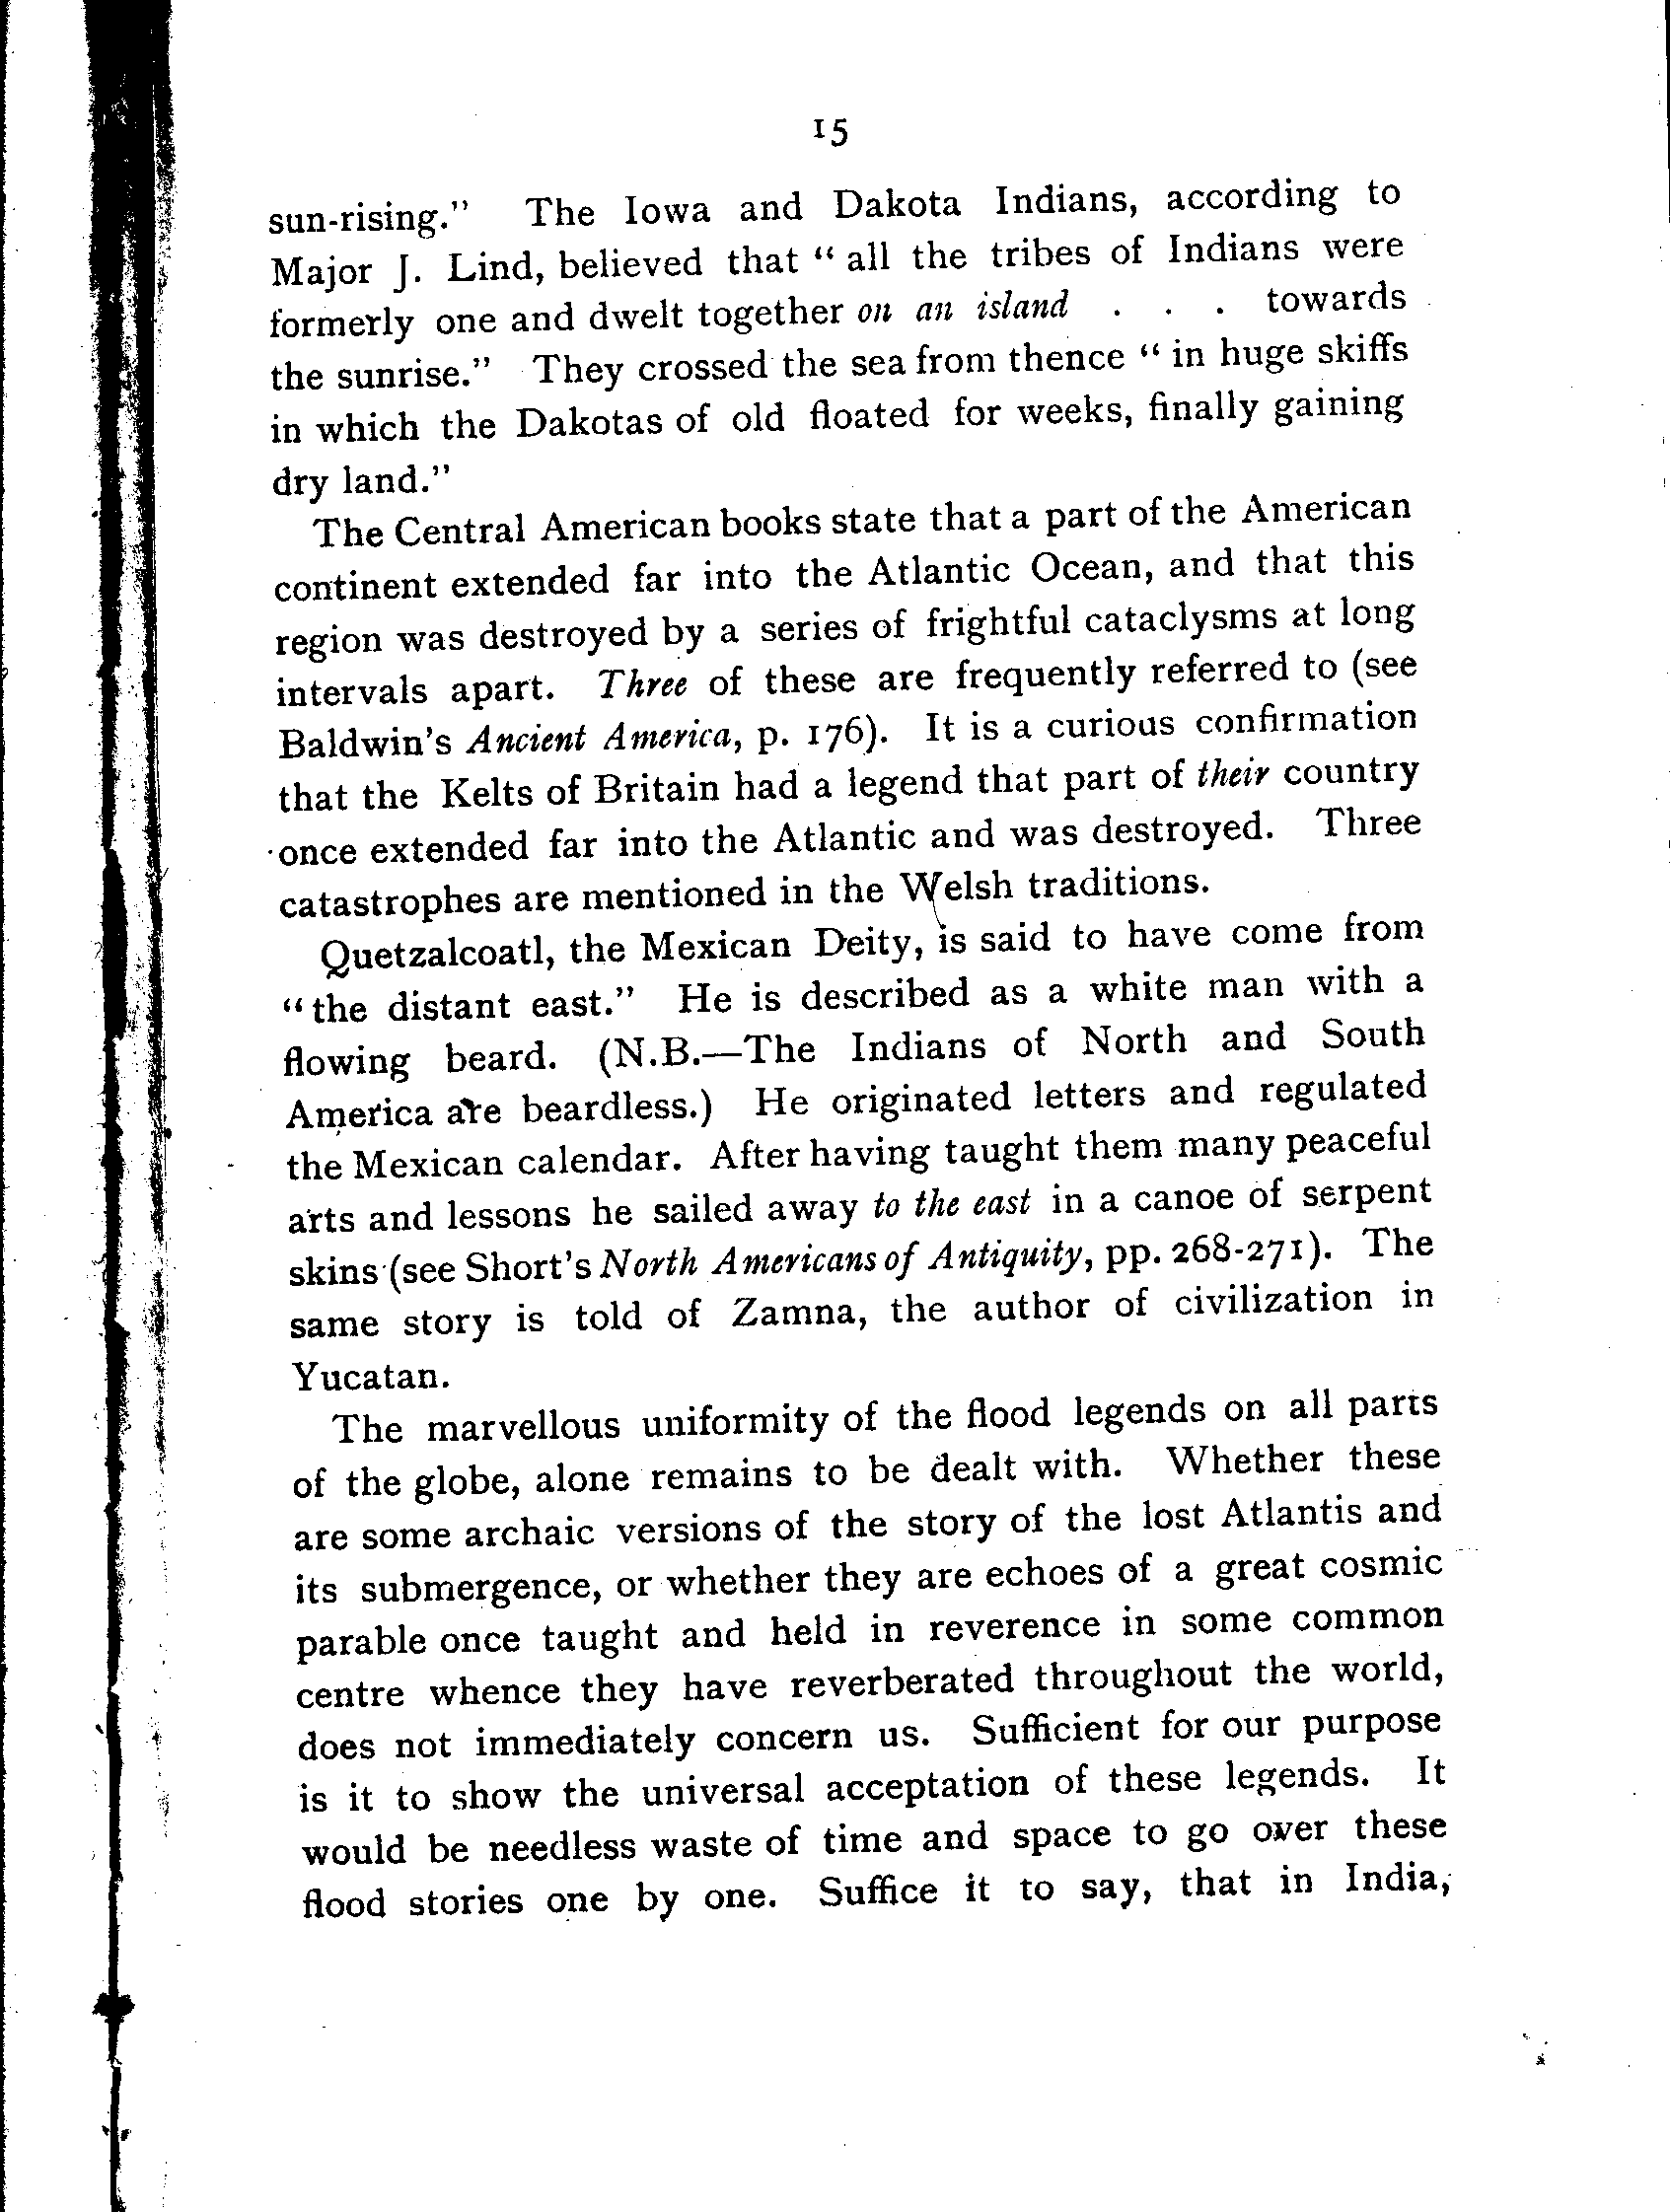 15
sun-rising." The Iowa and Dakota Indians, according to
Major J. Lind, believed that " all the tribes of Indians were
formerly one and dwelt together on an island . . . towards
the sunrise." They crossed the sea from thence " in huge skiffs
in which the Dakotas of old floated for weeks, finally gaining
dry land."
The Central American books state that a part of the American
continent extended far into the Atlantic Ocean, and that this
region was destroyed by a series of frightful cataclysms at long
intervals apart. Three of these are frequently referred to (see
Baldwin's Ancient America, p. 176). It is a curious confirmation
that the Kelts of Britain had a legend that part of their country
once extended far into the Atlantic and was destroyed. Three
catastrophes are mentioned in the Welsh traditions.
Quetzalcoatl, the Mexican Deity, is said to have come from
"the distant east." He is described as a white man with a
flowing beard. (N.B.—The Indians of North and South
America are beardless.) He originated letters and regulated
the Mexican calendar. After having taught them many peaceful
arts and lessons he sailed away to the east in a canoe of serpent
skins (see Short's North Americans of Antiquity, pp. 268-271). The
same story is told of Zamna, the author of civilization in
Yucatan.
The marvellous uniformity of the flood legends on all parts
of the globe, alone remains to be dealt with. Whether these
are some archaic versions of the story of the lost Atlantis and
its submergence, or whether they are echoes of a great cosmic
parable once taught and held in reverence in some common
centre whence they have reverberated throughout the world,
does not immediately concern us. Sufficient for our purpose
is it to show the universal acceptation of these legends. It
would be needless waste of time and space to go over these
flood stories one by one. Suffice it to say, that in India,